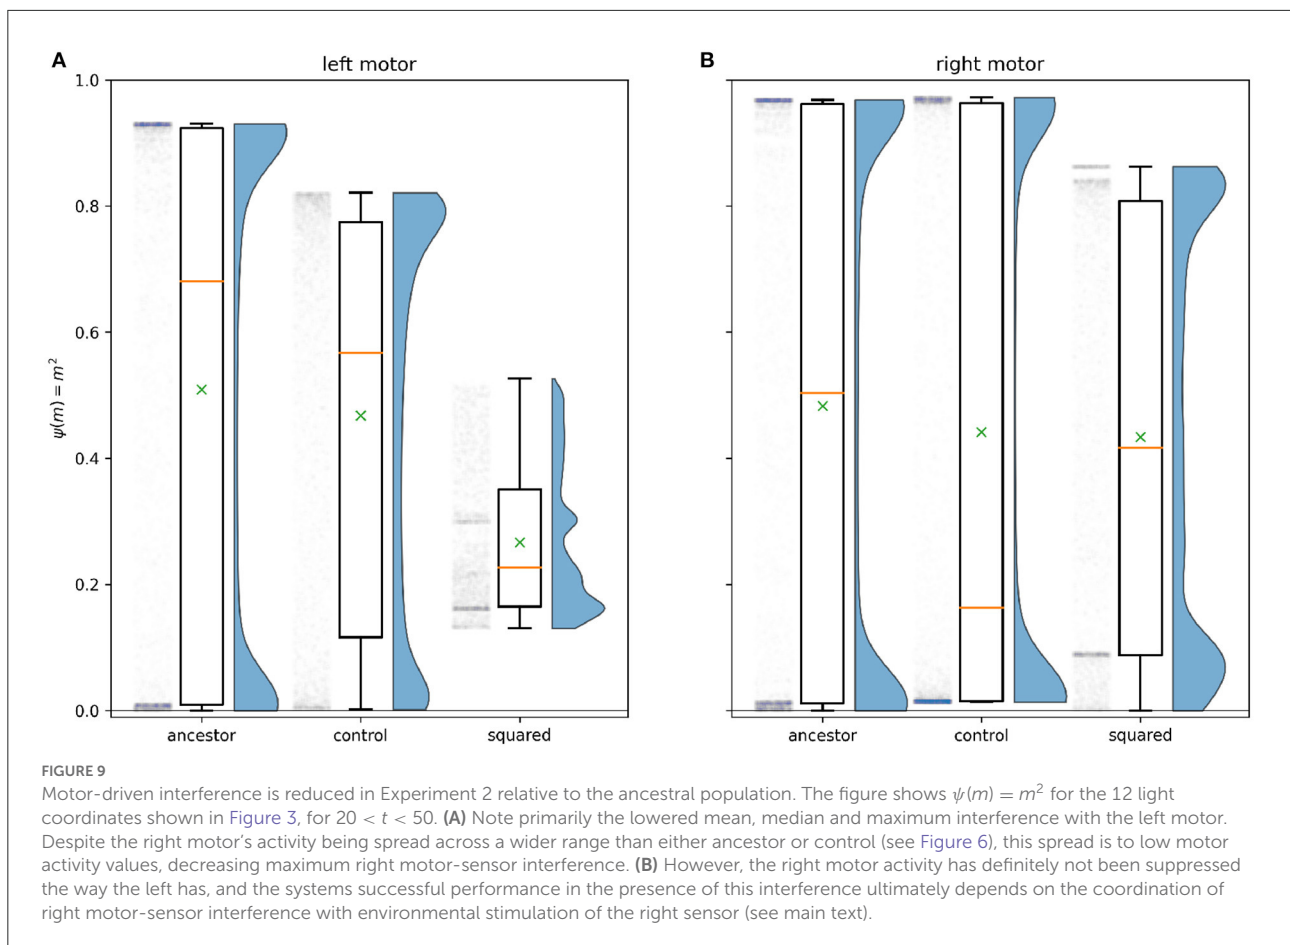 A
left motor
B
right motor
1.0
0.8
0.6
0.4
0.2
0.0
ψ(m) = m²
ancestor
control
squared
ancestor
control
squared
FIGURE 9
Motor-driven interference is reduced in Experiment 2 relative to the ancestral population. The figure shows ψ(m) = m² for the 12 light
coordinates shown in Figure 3, for 20 < t < 50. (A) Note primarily the lowered mean, median and maximum interference with the left motor.
Despite the right motor's activity being spread across a wider range than either ancestor or control (see Figure 6), this spread is to low motor
activity values, decreasing maximum right motor-sensor interference. (B) However, the right motor activity has definitely not been suppressed
the way the left has, and the systems successful performance in the presence of this interference ultimately depends on the coordination of
right motor-sensor interference with environmental stimulation of the right sensor (see main text).